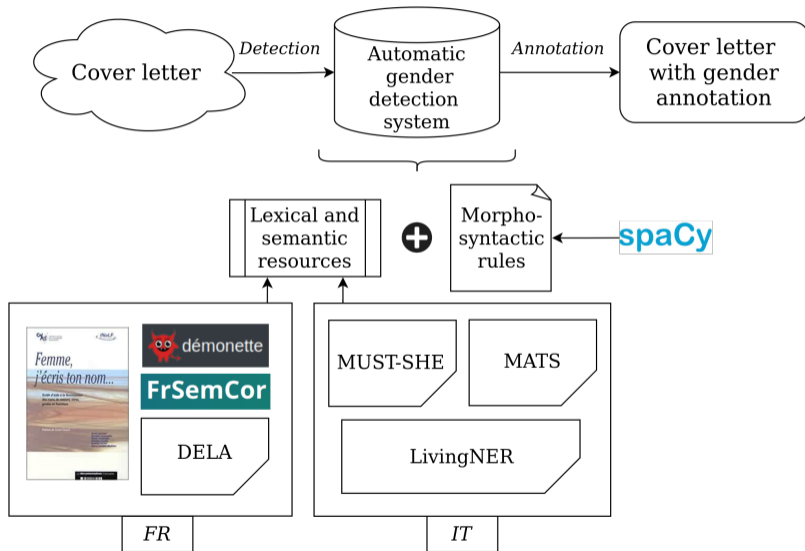 Cover letter
Detection
Automatic
gender
detection
system
Annotation
Cover letter
with gender
annotation
Lexical and
semantic
resources
Morpho-
syntactic
rules
spaCy
Femme,
j'écris ton nom...
démonette
FrSemCor
DELA
FR
MUST-SHE
MATS
LivingNER
IT